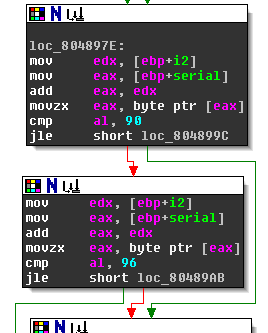 loc_804897E:
mov edx, [ebp+i2]
mov eax, [ebp+serial]
add eax, edx
movzx eax, byte ptr [eax]
cmp al, 90
jle short loc_804899C
mov edx, [ebp+i2]
mov eax, [ebp+serial]
add eax, edx
movzx eax, byte ptr [eax]
cmp al, 96
jle short loc_80489AB